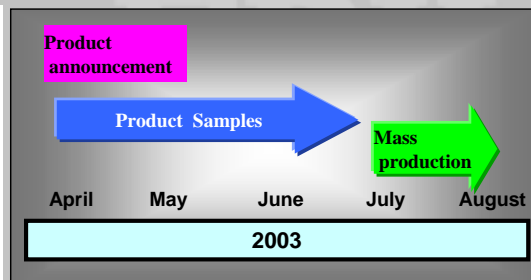 Product
announcement
Product Samples
Mass
production
April May June July August
2003